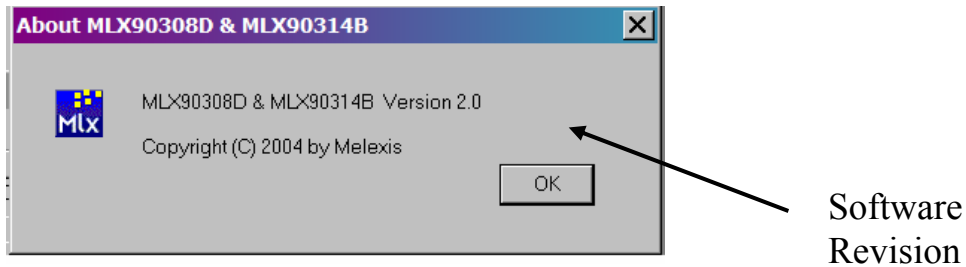 About MLX90308D & MLX90314B
Mlx
MLX90308D & MLX90314B Version 2.0
Copyright (C) 2004 by Melexis
OK
Software
Revision